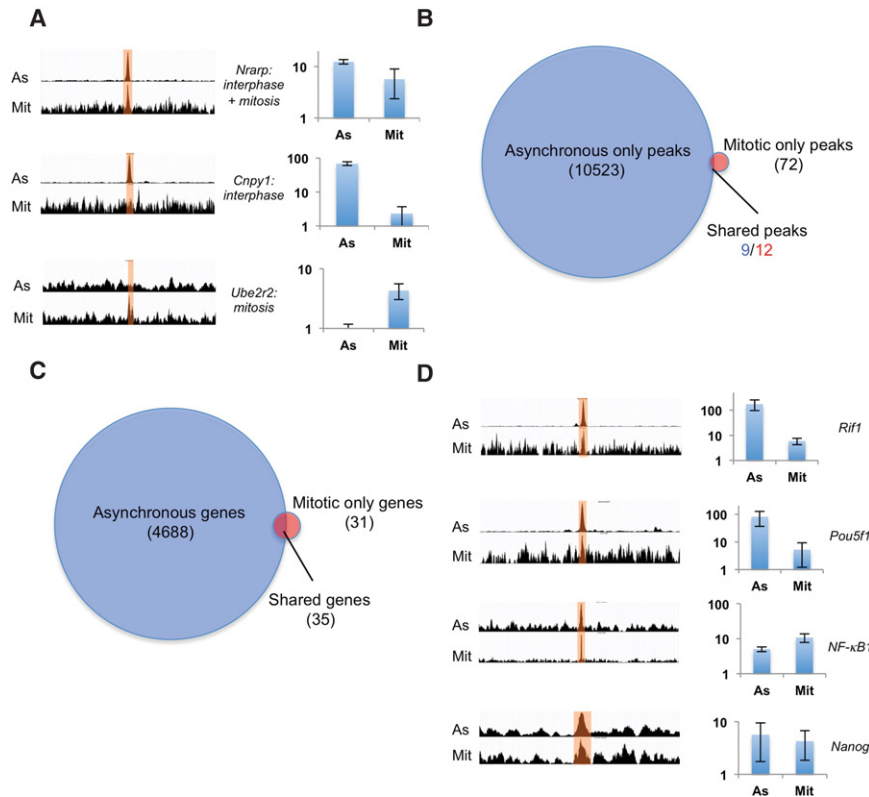 A
As
Mit
Nrarp:
interphase
+ mitosis
10
1
As
Mit
As
Mit
Cnpy1:
interphase
100
10
1
As
Mit
As
Mit
Ube2r2:
mitosis
10
1
As
Mit
B
Asynchronous only peaks
(10523)
Mitotic only peaks
(72)
Shared peaks
9/12
C
Asynchronous genes
(4688)
Mitotic only genes
(31)
Shared genes
(35)
D
As
Mit
100
10
1
As
Mit
Rif1
As
Mit
100
10
1
As
Mit
Pou5f1
As
Mit
100
10
1
As
Mit
NF-κB1
As
Mit
10
1
As
Mit
Nanog